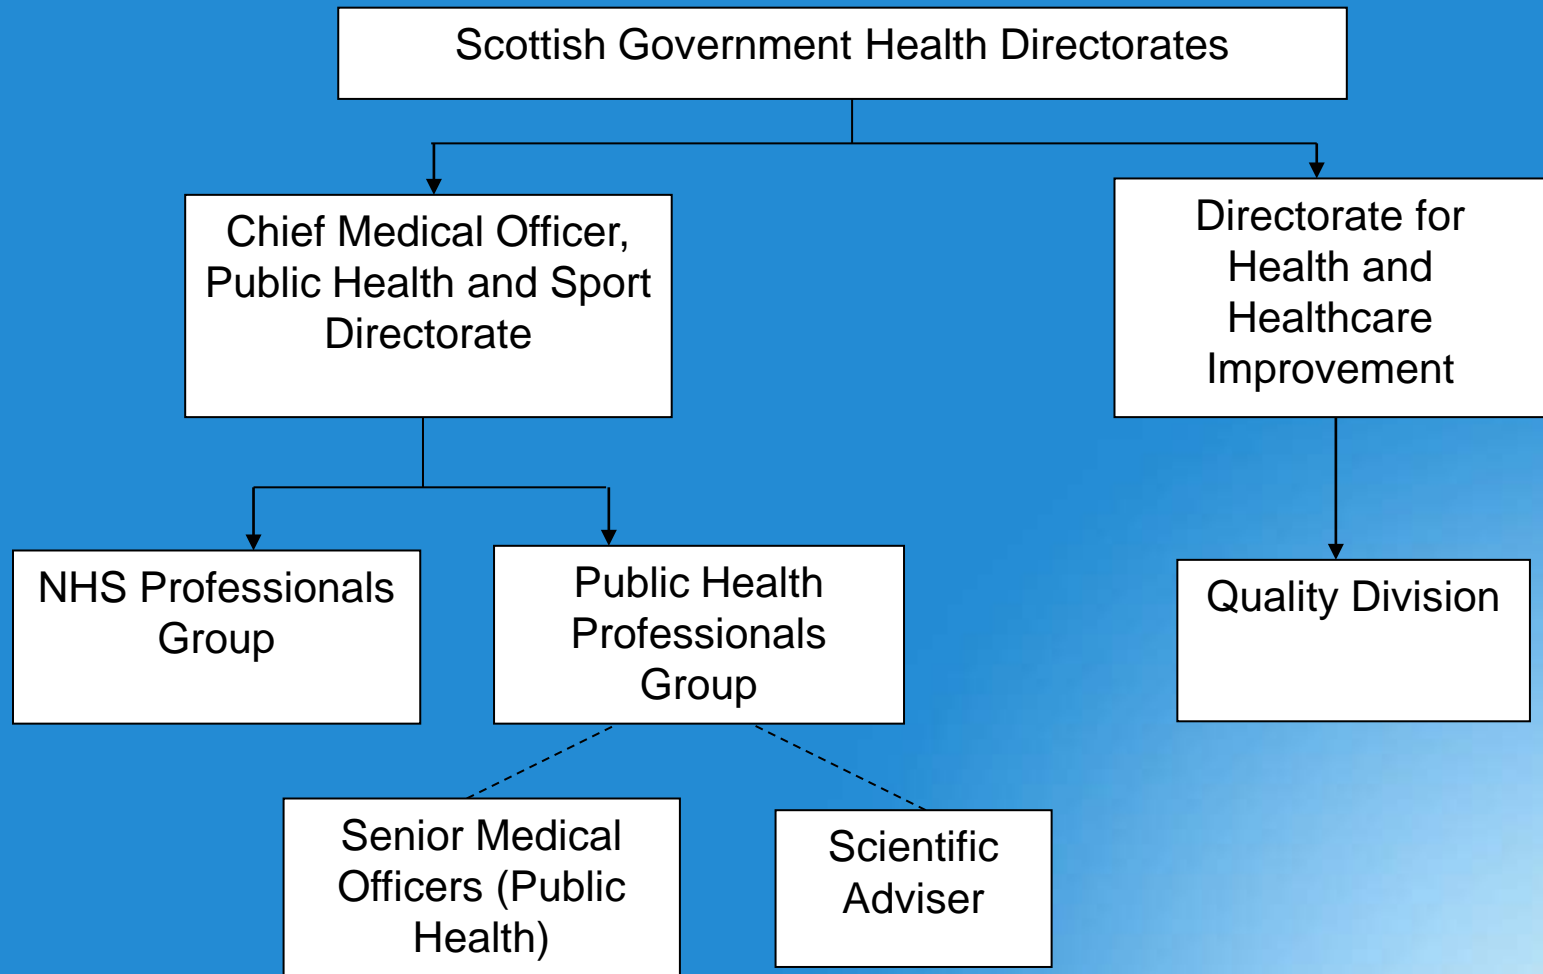 Scottish Government Health Directorates
Chief Medical Officer,
Public Health and Sport
Directorate
Directorate for
Health and
Healthcare
Improvement
NHS Professionals
Group
Public Health
Professionals
Group
Quality Division
Senior Medical
Officers (Public
Health)
Scientific
Adviser